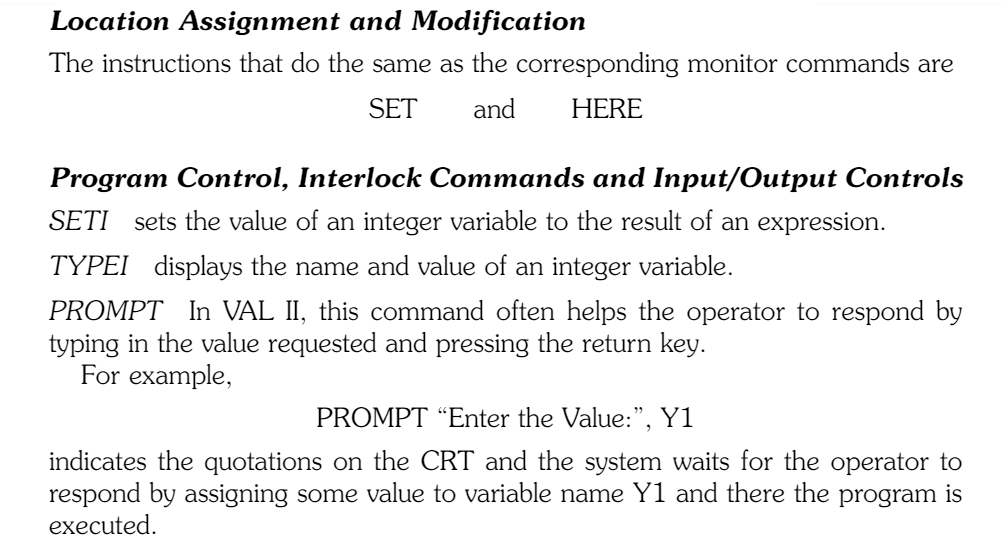 Location Assignment and Modification
The instructions that do the same as the corresponding monitor commands are
SET and HERE
Program Control, Interlock Commands and Input/Output Controls
SETI sets the value of an integer variable to the result of an expression.
TYPEI displays the name and value of an integer variable.
PROMPT In VAL II, this command often helps the operator to respond by
typing in the value requested and pressing the return key.
For example,
PROMPT “Enter the Value:”, Y1
indicates the quotations on the CRT and the system waits for the operator to
respond by assigning some value to variable name Y1 and there the program is
executed.